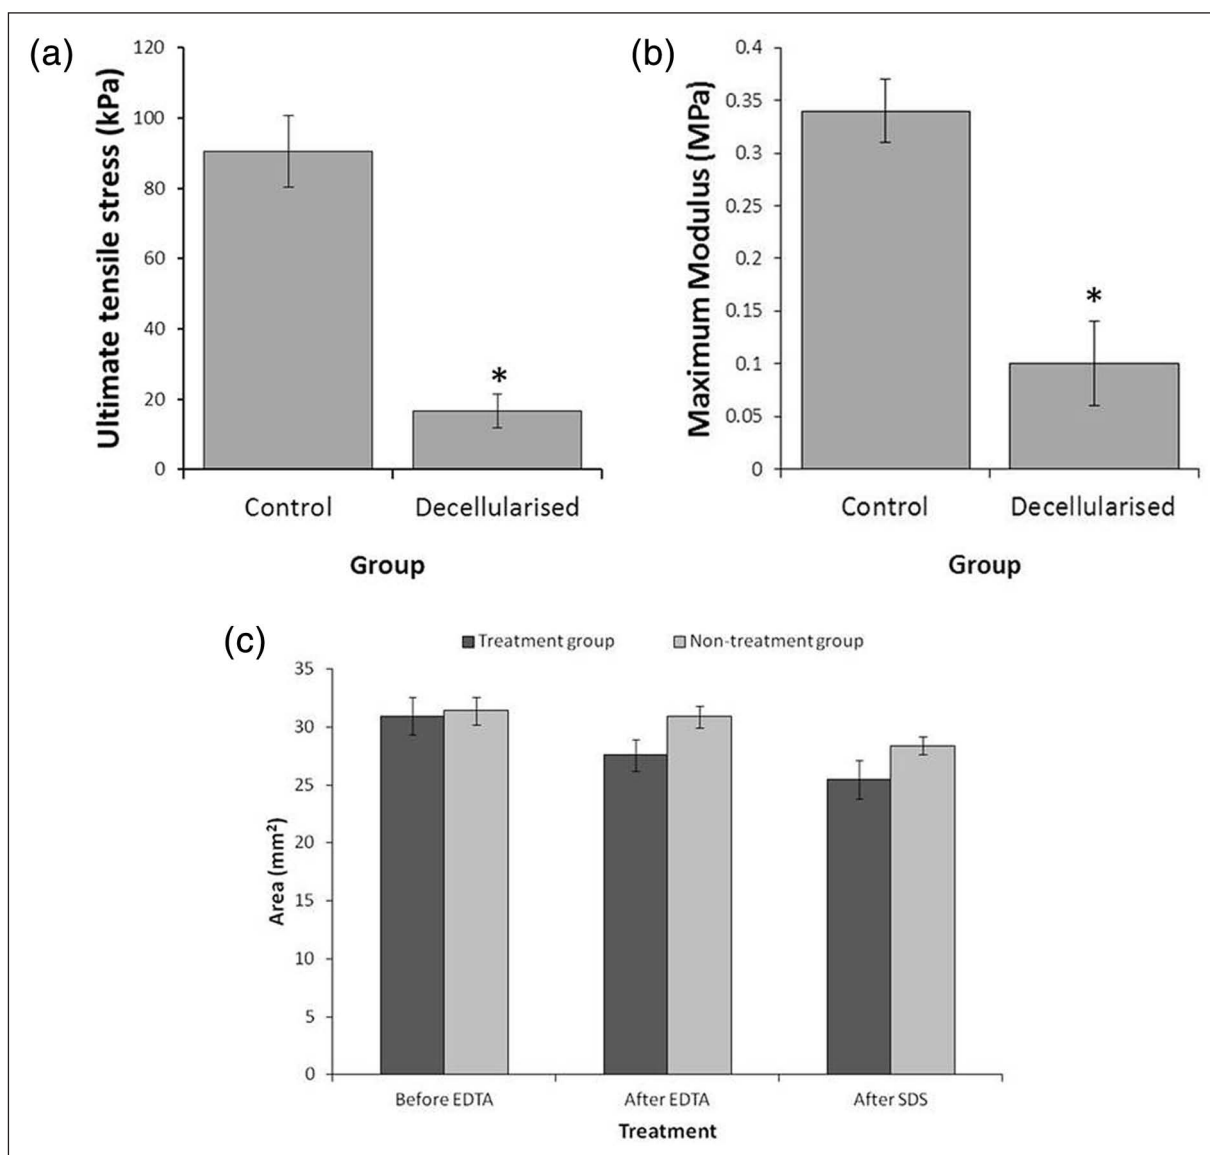 (a)
Ultimate tensile stress (kPa)
120
100
80
60
40
20
0
*
Control Decellularised
Group
(b)
Maximum Modulus (MPa)
0.4
0.35
0.3
0.25
0.2
0.15
0.1
0.05
0
*
Control Decellularised
Group
(c)
Treatment group Non-treatment group
Area (mm²)
35
30
25
20
15
10
5
0
Before EDTA After EDTA After SDS
Treatment